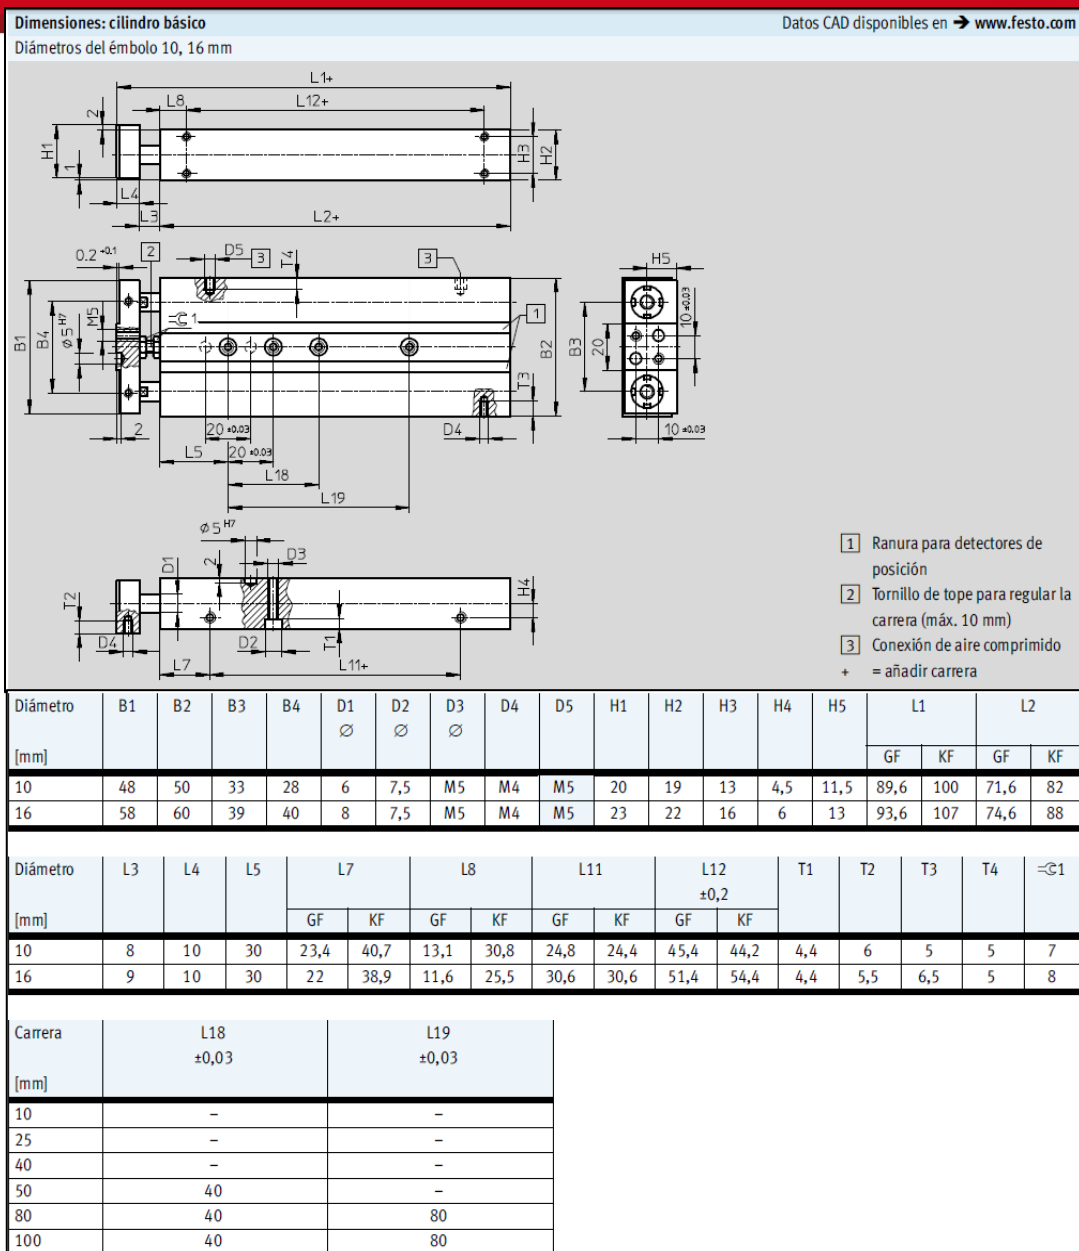 Dimensiones: cilindro básico
Datos CAD disponibles en ➔ www.festo.com
Diámetros del émbolo 10, 16 mm
L1+
L8
L12+
2
H1
1
H3
H2
L4
L3
L2+
0.2 +0.1
2
D5
3
T4
3
H5
M5
1
1
10 ±0.03
B1
B4
ø5 H7
B2
B3
20
T3
2
20 ±0.03
D4
10 ±0.03
L5
20 ±0.03
L18
L19
ø5 H7
D1
2
D3
T2
H4
D4
D2
T1
L7
L11+
1 Ranura para detectores de
posición
2 Tornillo de tope para regular la
carrera (máx. 10 mm)
3 Conexión de aire comprimido
+ = añadir carrera
Diámetro B1 B2 B3 B4 D1 D2 D3 D4 D5 H1 H2 H3 H4 H5 L1 L2
∅ ∅ ∅
[mm] GF KF GF KF
10 48 50 33 28 6 7,5 M5 M4 M5 20 19 13 4,5 11,5 89,6 100 71,6 82
16 58 60 39 40 8 7,5 M5 M4 M5 23 22 16 6 13 93,6 107 74,6 88
Diámetro L3 L4 L5 L7 L8 L11 L12 T1 T2 T3 T4 1
±0,2
[mm] GF KF GF KF GF KF GF KF
10 8 10 30 23,4 40,7 13,1 30,8 24,8 24,4 45,4 44,2 4,4 6 5 5 7
16 9 10 30 22 38,9 11,6 25,5 30,6 30,6 51,4 54,4 4,4 5,5 6,5 5 8
Carrera L18 L19
±0,03 ±0,03
[mm]
10 – –
25 – –
40 – –
50 40 –
80 40 80
100 40 80